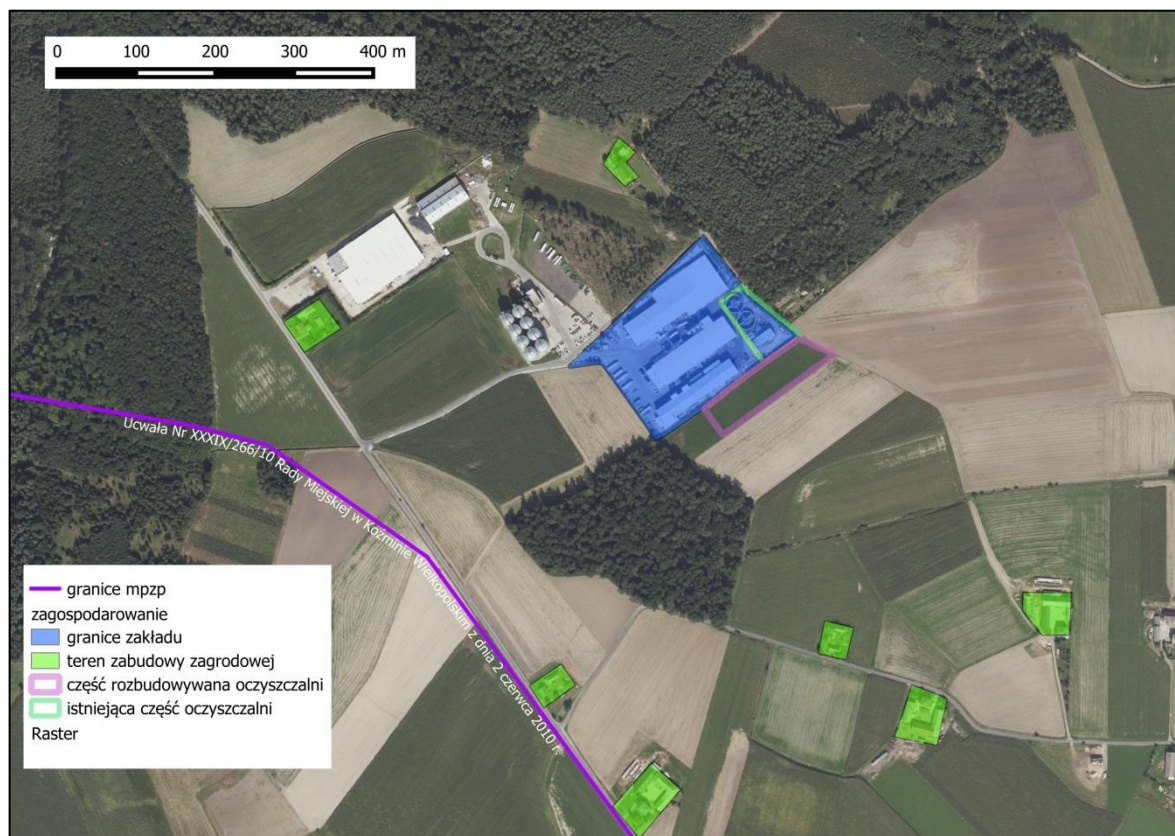 0 100 200 300 400 m
Ucwała Nr XXXIX/266/10 Rady Miejskiej w Koźminie Wielkopolskim z dnia 2 czerwca 2010 r.
granice mpzp
zagospodarowanie
granice zakładu
teren zabudowy zagrodowej
część rozbudowywana oczyszczalni
istniejąca część oczyszczalni
Raster